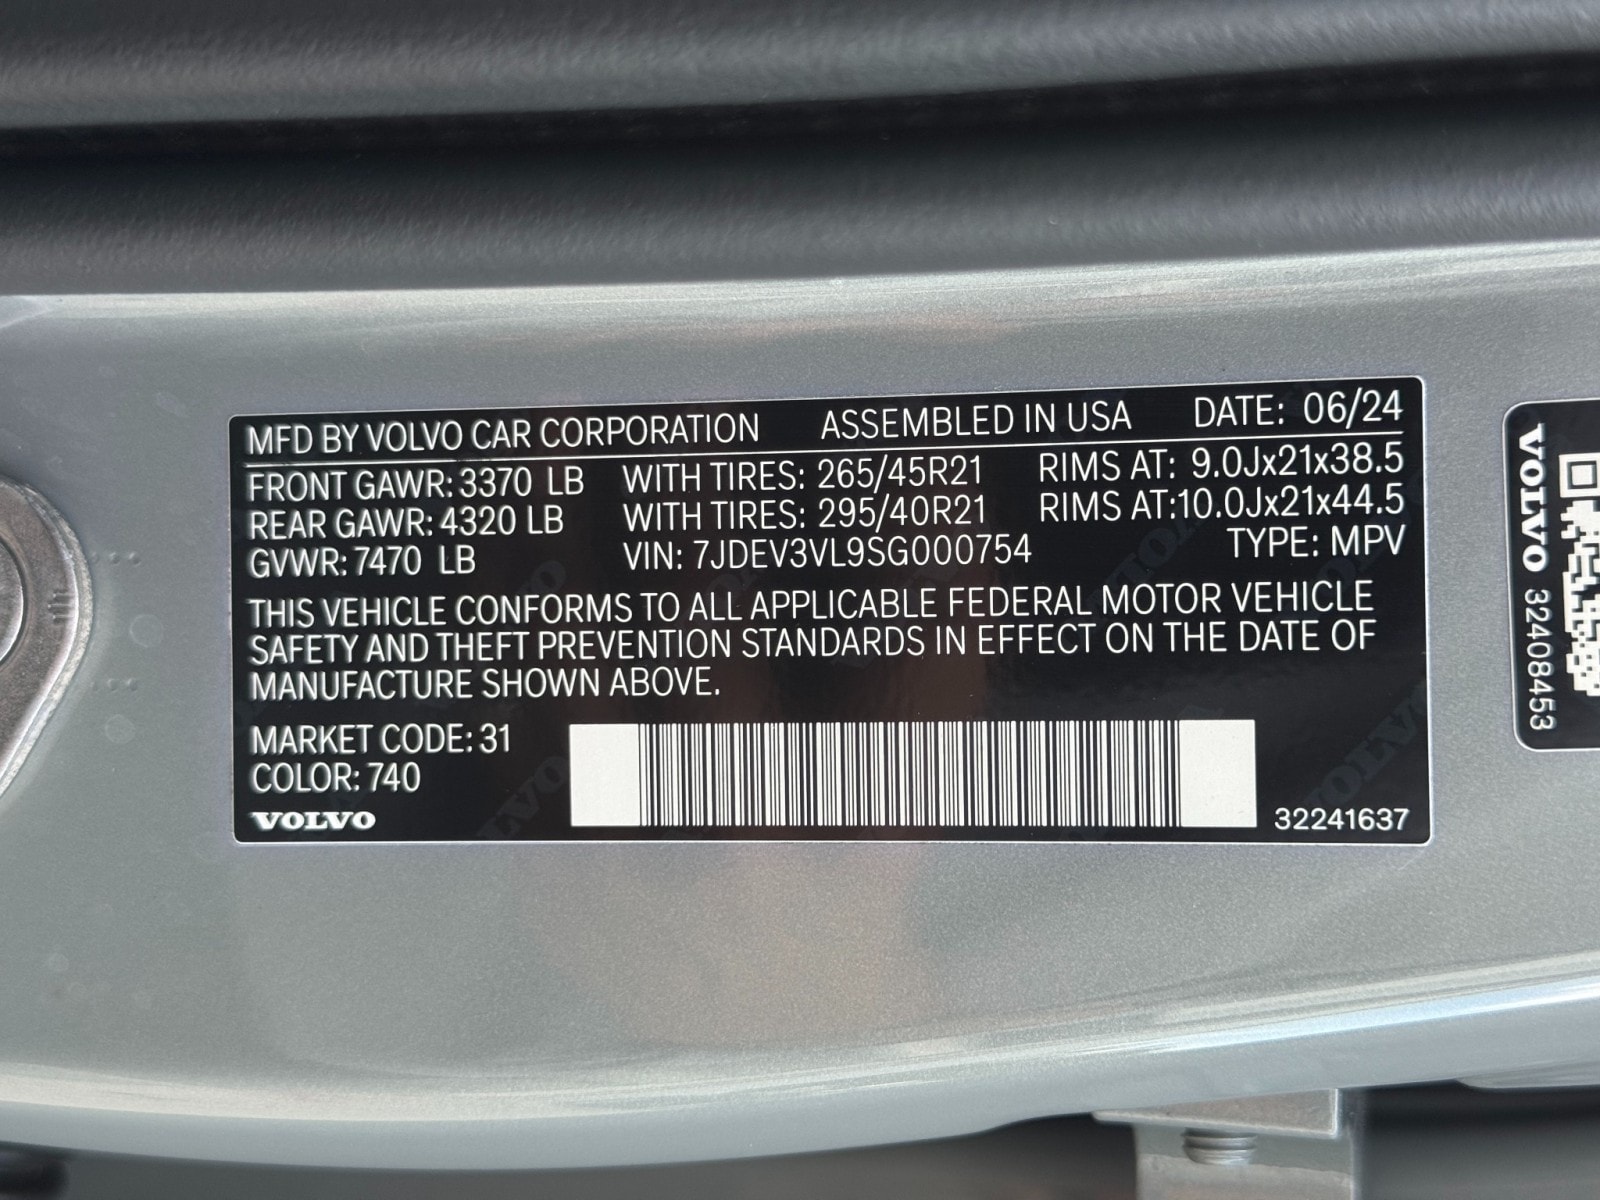 MFD BY VOLVO CAR CORPORATION ASSEMBLED IN USA DATE: 06/24
FRONT GAWR: 3370 LB WITH TIRES: 265/45R21 RIMS AT: 9.0Jx21x38.5
REAR GAWR: 4320 LB WITH TIRES: 295/40R21 RIMS AT:10.0Jx21x44.5
GVWR: 7470 LB VIN: 7JDEV3VL9SG000754 TYPE: MPV
THIS VEHICLE CONFORMS TO ALL APPLICABLE FEDERAL MOTOR VEHICLE
SAFETY AND THEFT PREVENTION STANDARDS IN EFFECT ON THE DATE OF
MANUFACTURE SHOWN ABOVE.
MARKET CODE: 31
COLOR: 740
VOLVO
32241637
VOLVO 32408453